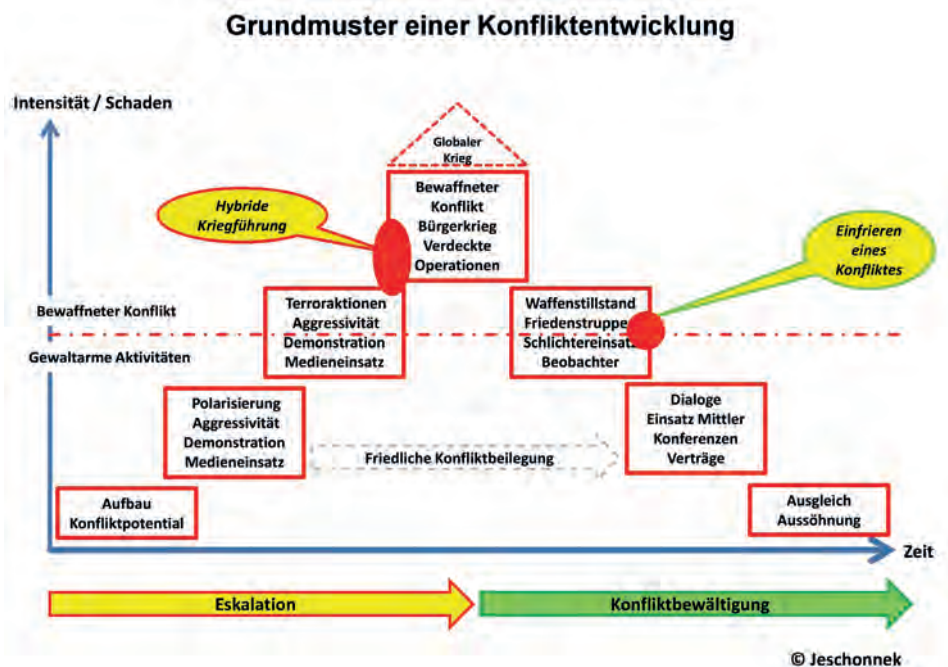 Grundmuster einer Konfliktentwicklung
Intensität / Schaden
Globaler
Krieg
Bewaffneter
Konflikt
Bürgerkrieg
Verdeckte
Operationen
Hybride
Kriegführung
Einfrieren
eines
Konfliktes
Bewaffneter Konflikt
Gewaltarme Aktivitäten
Terroraktionen
Aggressivität
Demonstration
Medieneinsatz
Waffenstillstand
Friedenstruppe
Schlichtereinsatz
Beobachter
Polarisierung
Aggressivität
Demonstration
Medieneinsatz
Friedliche Konfliktbeilegung
Dialoge
Einsatz Mittler
Konferenzen
Verträge
Aufbau
Konfliktpotential
Ausgleich
Aussöhnung
Zeit
Eskalation
Konfliktbewältigung
© Jeschonnek